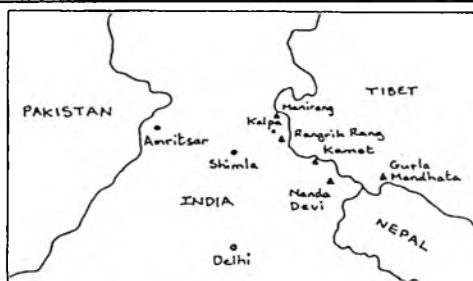 TIBET
Manirang
PAKISTAN
Kalpa
Amritsar
Rangrik Rang
Kamet
Shimla
Gurla
Mandhata
Nanda
Devi
INDIA
NEPAL
Delhi